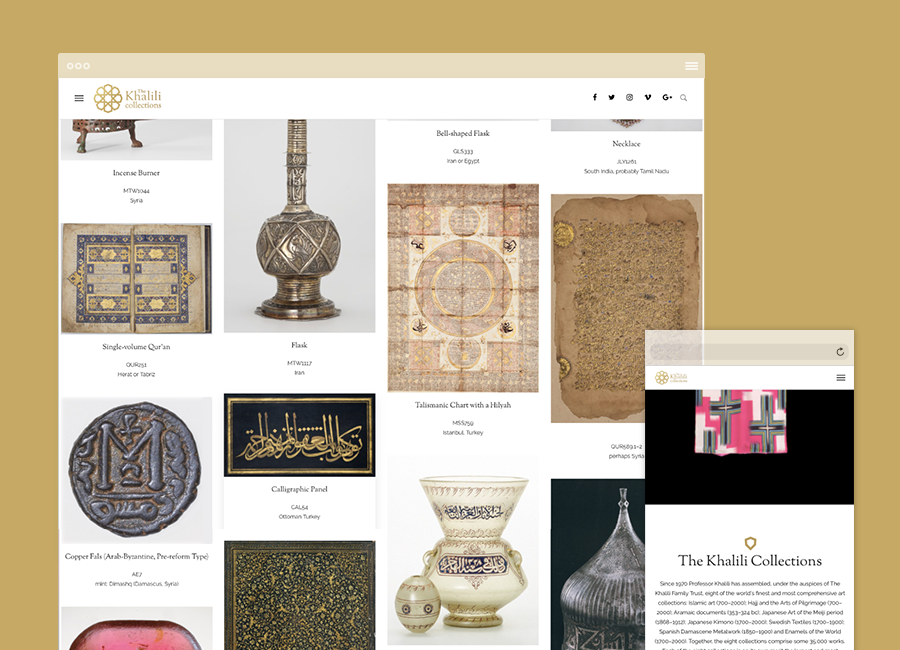 The
Khalili
collections
Incense Burner
MTW1044
Syria
Single-volume Qur'an
Herat or Tabriz
Copper Fals (Arab-Byzantine, Pre-reform Type)
AE7
mint: Dimashq (Damascus, Syria)
Flask
MTW1117
Iran
Calligraphic Panel
CAL54
Ottoman Turkey
Bell-shaped Flask
GLS333
Iran or Egypt
Talismanic Chart with a Hilyah
MSS759
Istanbul, Turkey
Necklace
South India, probably Tamil Nadu
QUR589.1–2
perhaps Syria
The
Khalili
collections
The Khalili Collections
Since 1970 Professor Khalili has assembled, under the auspices of The
Khalili Family Trust, eight of the world's finest and most comprehensive art
collections: Islamic art (700–2000); Hajj and the Arts of Pilgrimage (700–
2000); Aramaic documents (353–324 bc); Japanese Art of the Meiji period
(1868–1912); Japanese Kimono (1700–2000); Swedish Textiles (1700–1900);
Spanish Damascene Metalwork (1850–1900) and Enamels of the World
(1700–2000). Together, the eight collections comprise some 35,000 works.